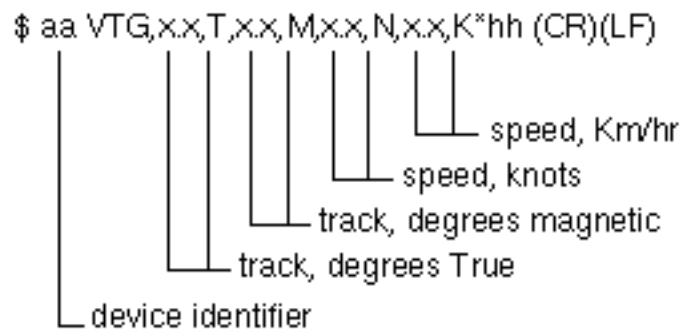 $ aa VTG,x.x,T,x.x,M,x.x,N,x.x,K*hh (CR)(LF)
speed, Km/hr
speed, knots
track, degrees magnetic
track, degrees True
device identifier